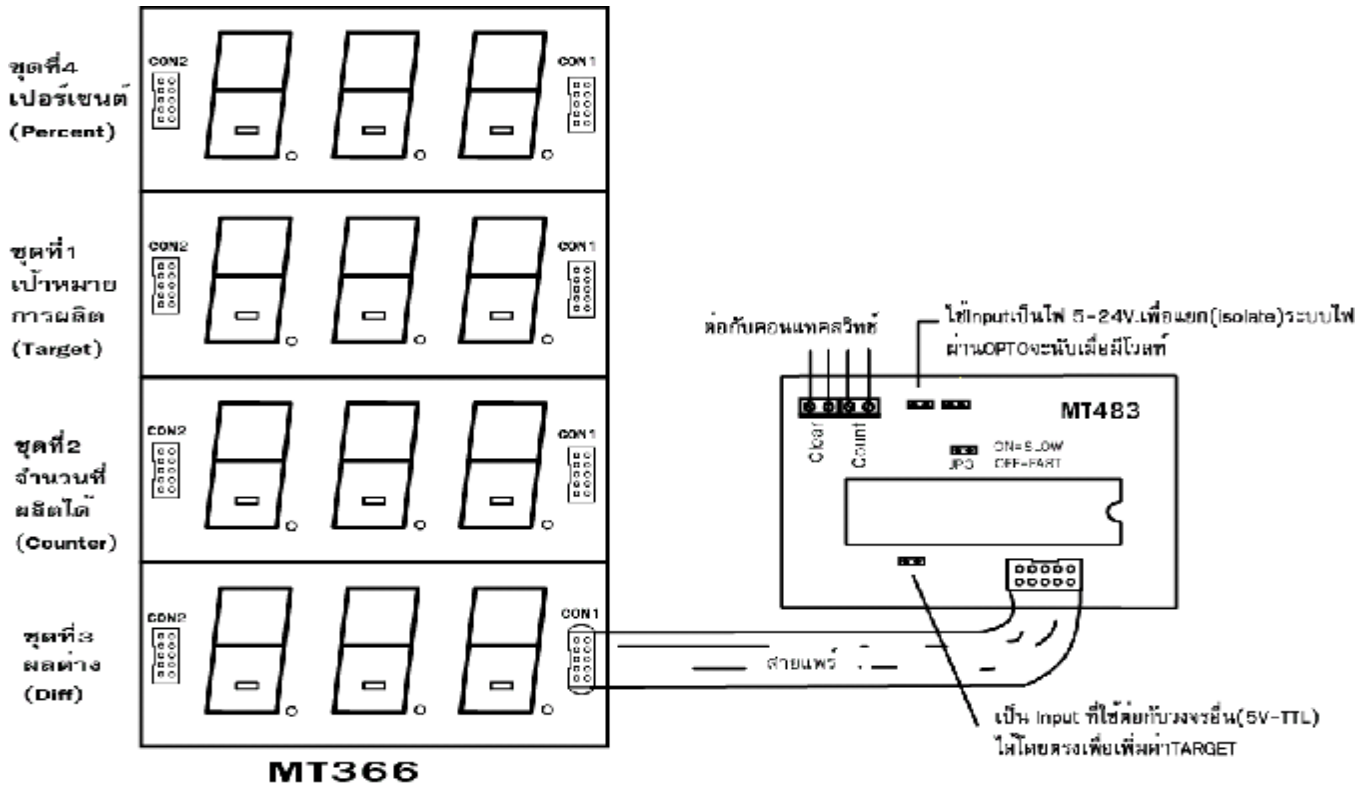 ชุดที่4
เปอร์เซนต์
(Percent)
CON2
CON1
ชุดที่1
เป้าหมาย
การผลิต
(Target)
CON2
CON1
ชุดที่2
จำนวนที่
ผลิตได้
(Counter)
CON2
CON1
ชุดที่3
ผลต่าง
(Diff)
CON2
CON1
MT366
สายแพร์
ต่อกับคอนแทคสวิทช์
ใช้Inputเป็นไฟ 5-24V.เพื่อแยก(isolate)ระบบไฟ
ผ่านOPTOจะนับเมื่อมีโวลท์
MT483
Clear
Count
ON=SLOW
OFF=FAST
เป็น Input ที่ใช้ต่อกับวงจรอื่น(5V-TTL)
ได้โดยตรงเพื่อเพิ่มค่าTARGET